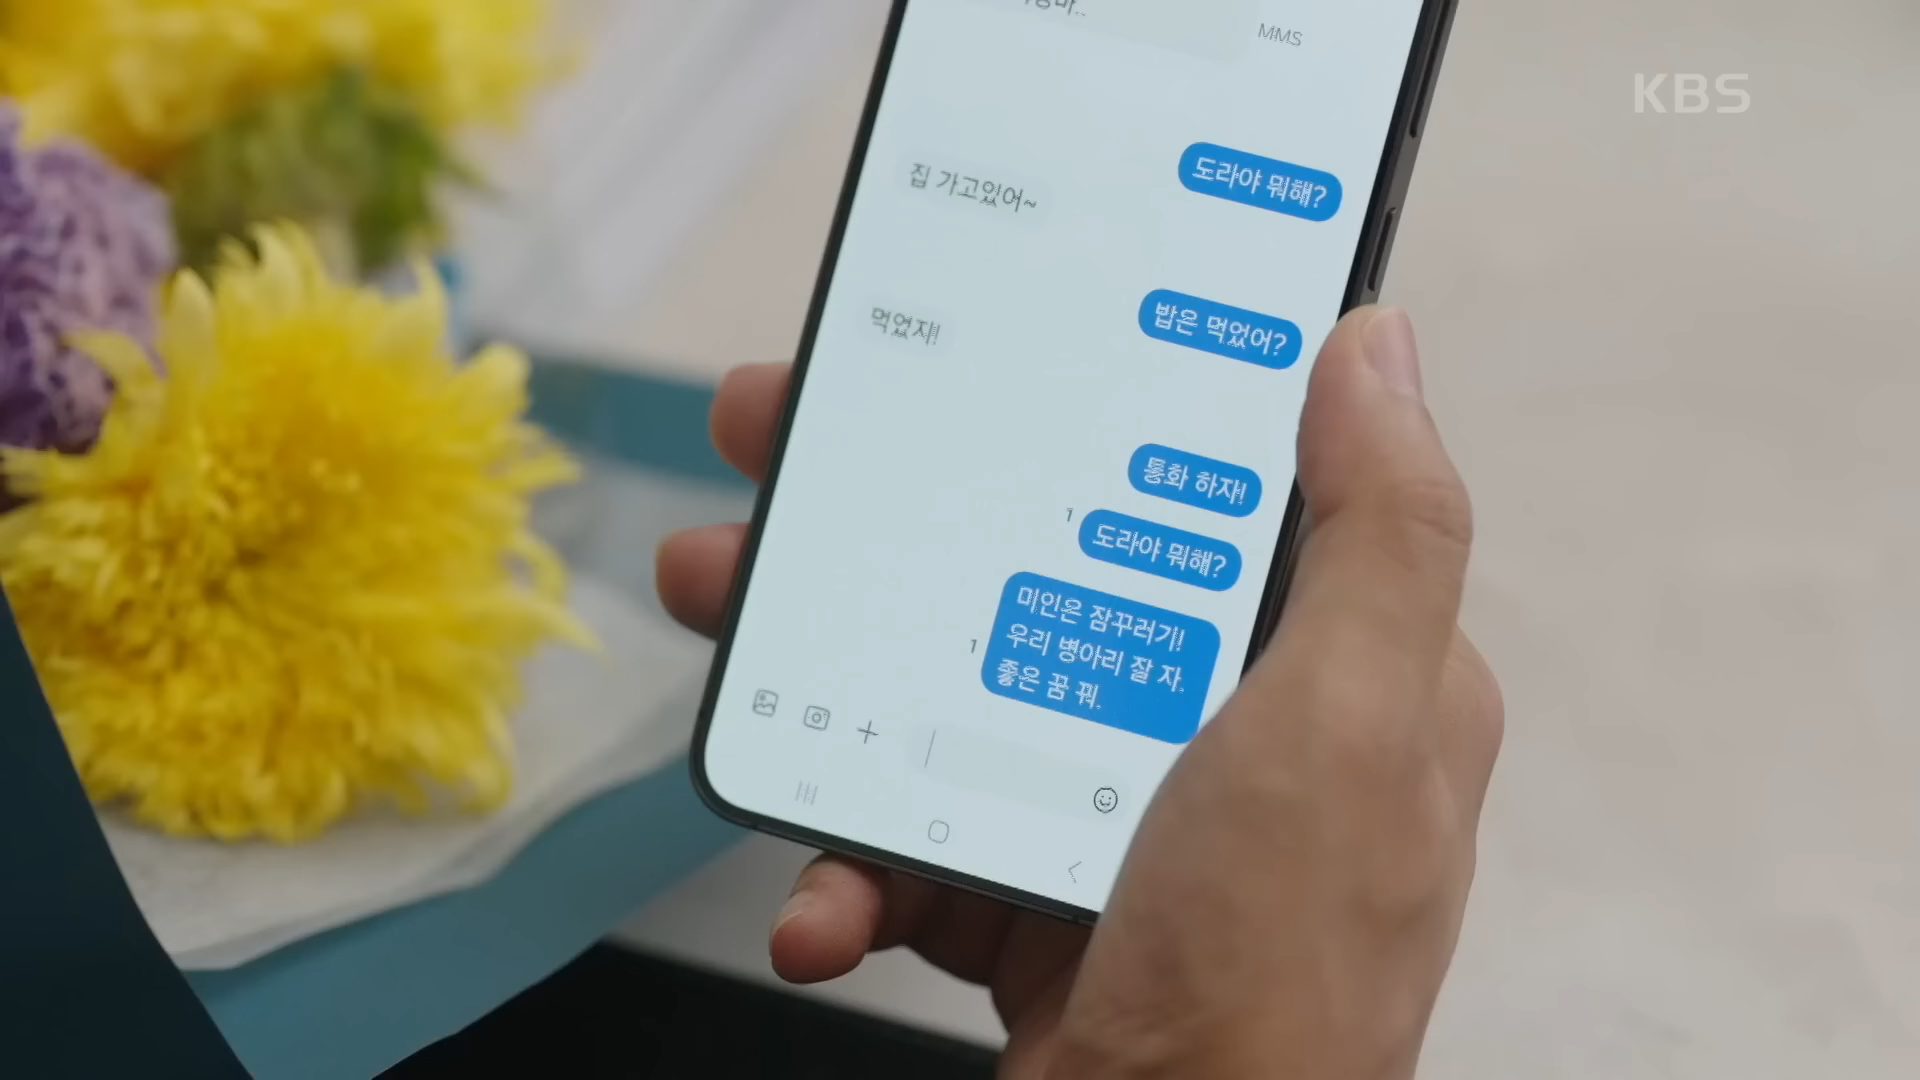 MMS
KBS
도라야 뭐해?
집 가고있어~
밥은 먹었어?
먹었지!
통화 하자!
1
도라야 뭐해?
미인은 잠꾸러기!
우리 병아리 잘 자.
좋은 꿈 꿔.
1